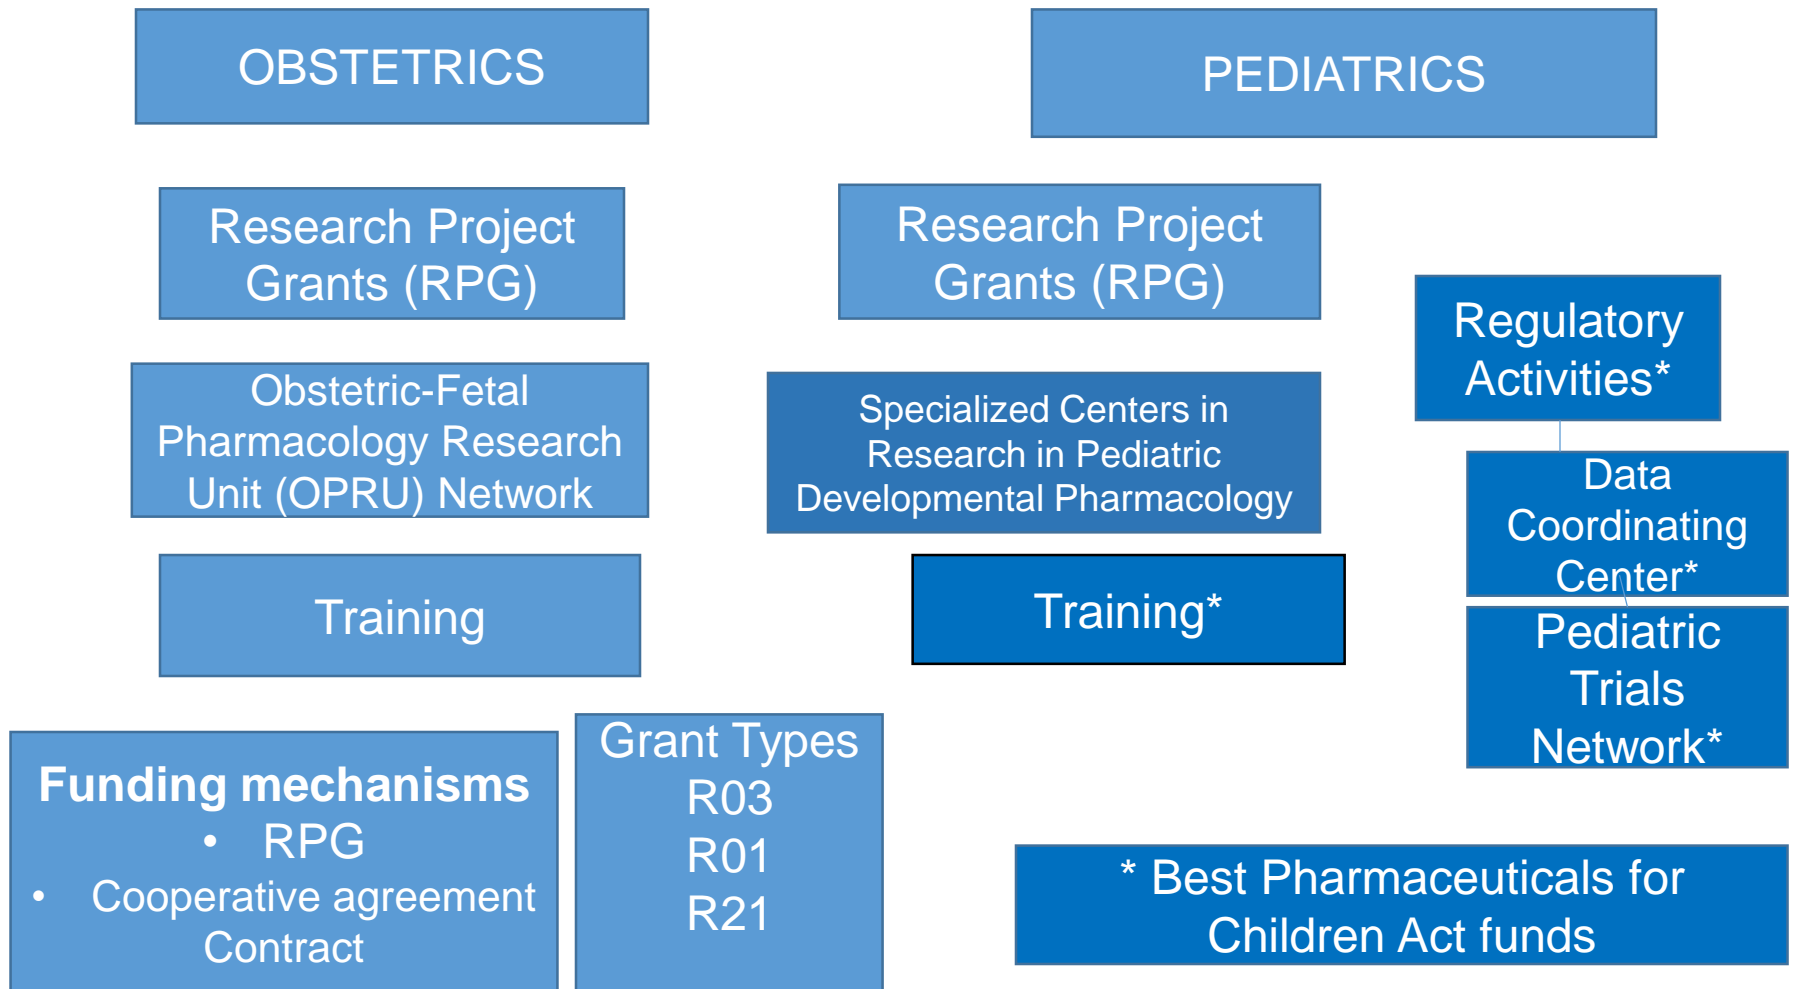 OBSTETRICS
PEDIATRICS
Research Project
Grants (RPG)
Research Project
Grants (RPG)
Regulatory
Activities*
Obstetric-Fetal
Pharmacology Research
Unit (OPRU) Network
Specialized Centers in
Research in Pediatric
Developmental Pharmacology
Data
Coordinating
Center*
Training
Training*
Pediatric
Trials
Network*
Funding mechanisms
• RPG
• Cooperative agreement
Contract
Grant Types
R03
R01
R21
* Best Pharmaceuticals for
Children Act funds